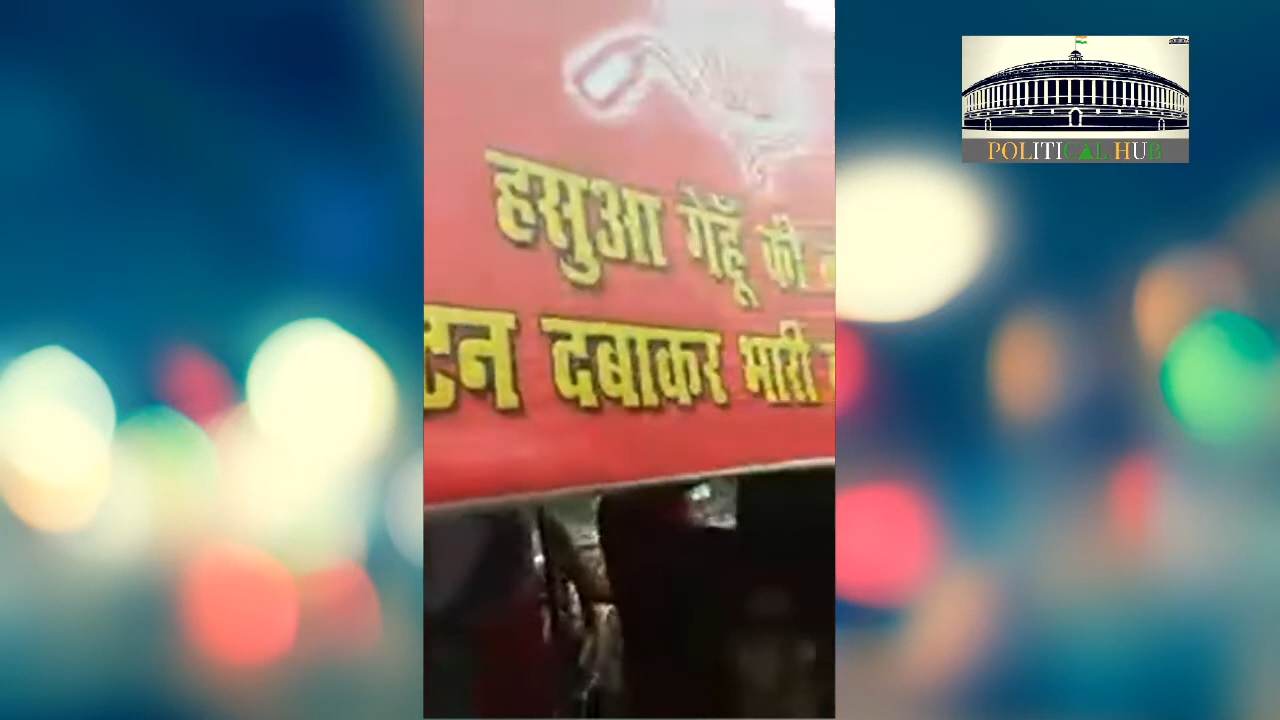 POLITICAL HUB
हसुआ गेहूँ की
टन दबाकर भारी